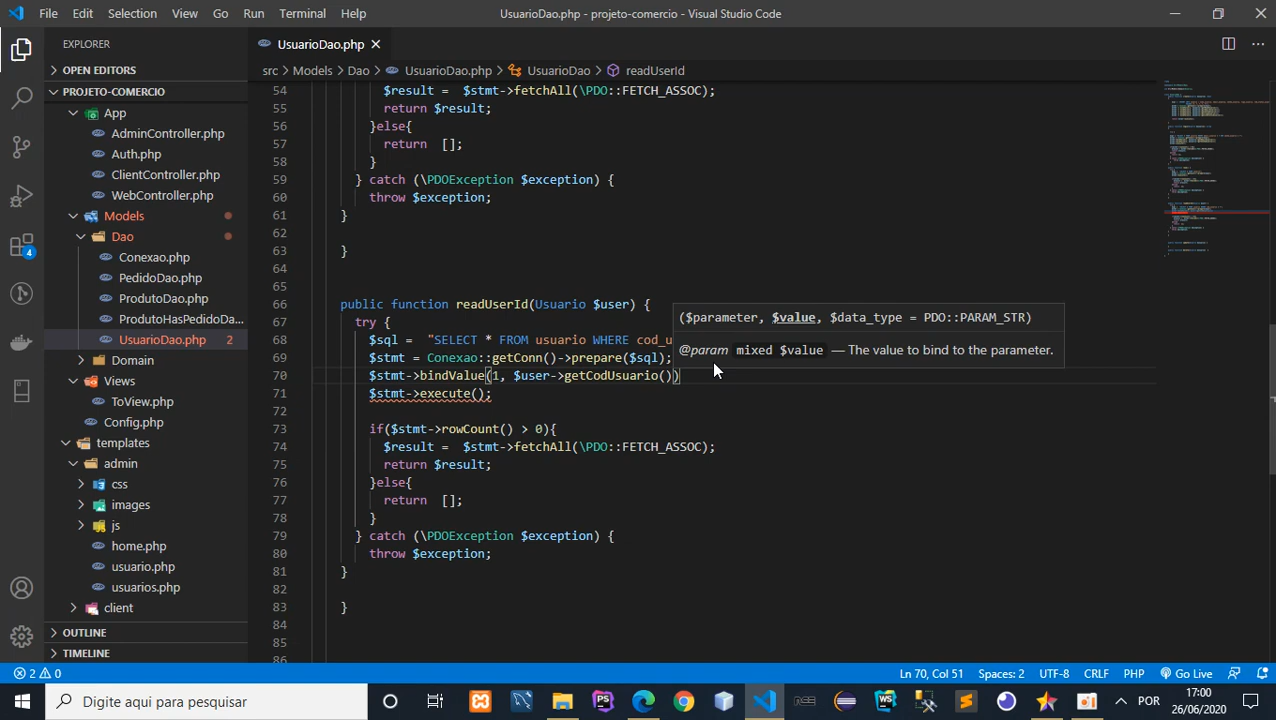 File Edit Selection View Go Run Terminal Help UsuarioDao.php - projeto-comercio - Visual Studio Code
EXPLORER
OPEN EDITORS
PROJETO-COMERCIO
App
AdminController.php
Auth.php
ClientController.php
WebController.php
Models
Dao
Conexao.php
PedidoDao.php
ProdutoDao.php
ProdutoHasPedidoDa...
UsuarioDao.php 2
Domain
Views
ToView.php
Config.php
templates
admin
css
images
js
home.php
usuario.php
usuarios.php
client
OUTLINE
TIMELINE
4
UsuarioDao.php
src > Models > Dao > UsuarioDao.php > UsuarioDao > readUserId
54 $result = $stmt->fetchAll(\PDO::FETCH_ASSOC);
55 return $result;
56 }else{
57 return [];
58 }
59 } catch (\PDOException $exception) {
60 throw $exception;
61 }
62
63 }
64
65
66 public function readUserId(Usuario $user) {
67 try {
68 $sql = "SELECT * FROM usuario WHERE cod_u
69 $stmt = Conexao::getConn()->prepare($sql);
70 $stmt->bindValue(1, $user->getCodUsuario())
71 $stmt->execute();
72
73 if($stmt->rowCount() > 0){
74 $result = $stmt->fetchAll(\PDO::FETCH_ASSOC);
75 return $result;
76 }else{
77 return [];
78 }
79 } catch (\PDOException $exception) {
80 throw $exception;
81 }
82
83 }
84
85
86
($parameter, $value, $data_type = PDO::PARAM_STR)
@param mixed $value — The value to bind to the parameter.
2 0 Ln 70, Col 51 Spaces: 2 UTF-8 CRLF PHP Go Live
Digite aqui para pesquisar POR 17:00
26/06/2020